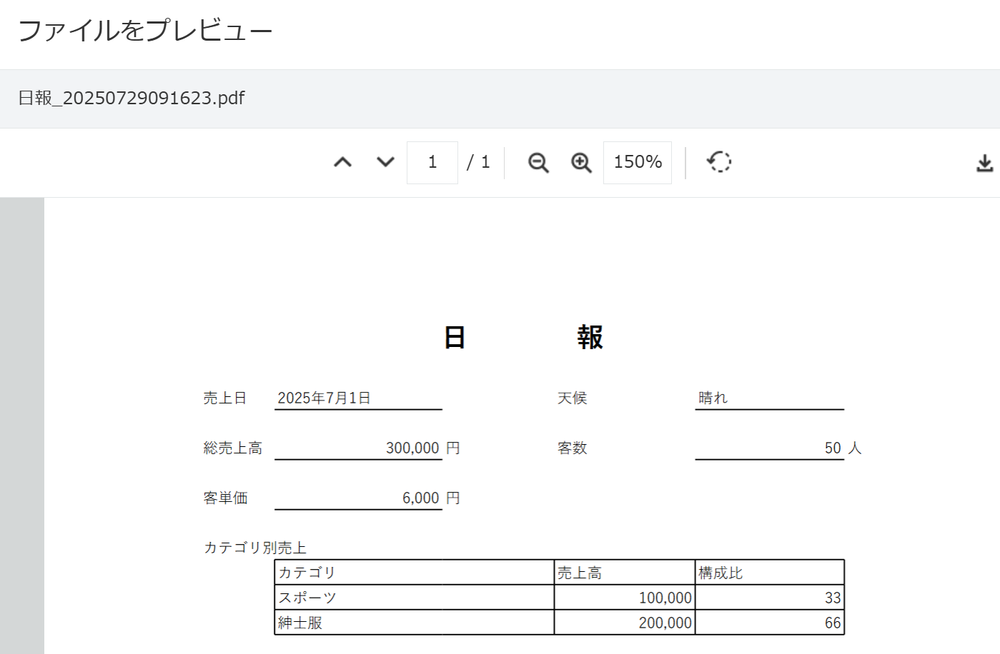 ファイルをプレビュー
日報_20250729091623.pdf
1 / 1 150%
日 報
売上日 2025年7月1日 天候 晴れ
総売上高 300,000 円 客数 50 人
客単価 6,000 円
カテゴリ別売上
カテゴリ 売上高 構成比
スポーツ 100,000 33
紳士服 200,000 66